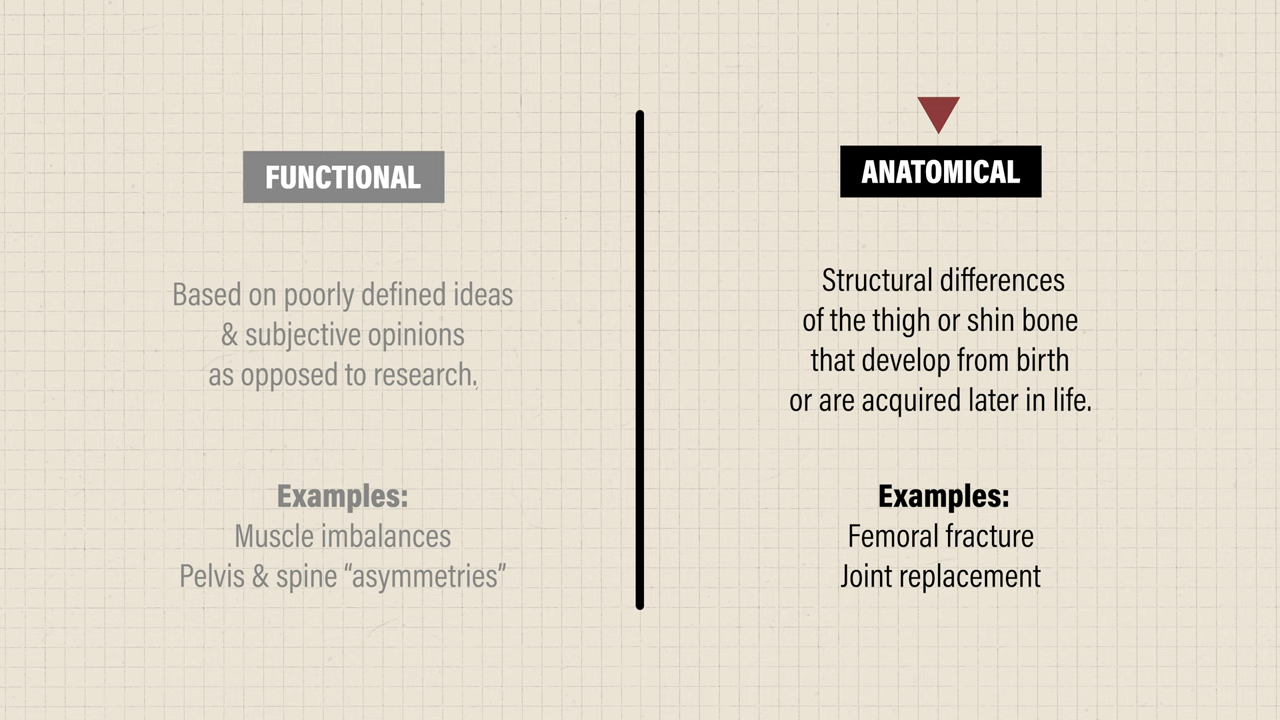 FUNCTIONAL
Based on poorly defined ideas
& subjective opinions
as opposed to research.
Examples:
Muscle imbalances
Pelvis & spine “asymmetries”
ANATOMICAL
Structural differences
of the thigh or shin bone
that develop from birth
or are acquired later in life.
Examples:
Femoral fracture
Joint replacement